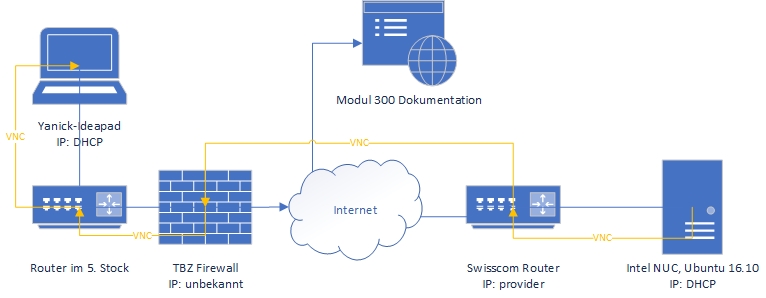 Modul 300 Dokumentation
Yanick-Ideapad
IP: DHCP
VNC
VNC
Internet
VNC
VNC
Router im 5. Stock
TBZ Firewall
IP: unbekannt
Swisscom Router
IP: provider
Intel NUC, Ubuntu 16.10
IP: DHCP